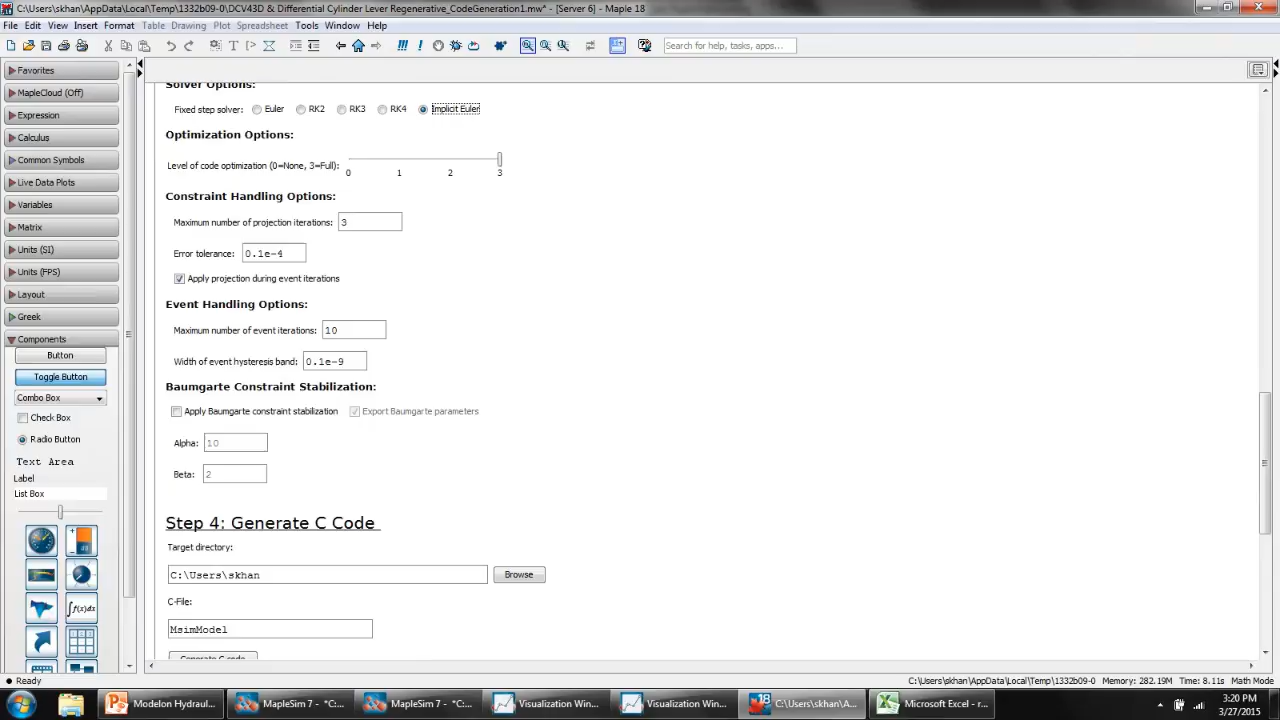 C:\Users\skhan\AppData\Local\Temp\1332b09-0\DCV43D & Differential Cylinder Lever Regenerative_CodeGeneration1.mw* - [Server 6] - Maple 18
File Edit View Insert Format Table Drawing Plot Spreadsheet Tools Window Help
Search for help, tasks, apps...
Favorites
MapleCloud (Off)
Expression
Calculus
Common Symbols
Live Data Plots
Variables
Matrix
Units (SI)
Units (FPS)
Layout
Greek
Components
Button
Toggle Button
Combo Box
Check Box
Radio Button
Text Area
Label
List Box
f(x)dx
Solver Options:
Fixed step solver: Euler RK2 RK3 RK4 Implicit Euler
Optimization Options:
Level of code optimization (0=None, 3=Full):
0 1 2 3
Constraint Handling Options:
Maximum number of projection iterations: 3
Error tolerance: 0.1e-4
Apply projection during event iterations
Event Handling Options:
Maximum number of event iterations: 10
Width of event hysteresis band: 0.1e-9
Baumgarte Constraint Stabilization:
Apply Baumgarte constraint stabilization Export Baumgarte parameters
Alpha: 10
Beta: 2
Step 4: Generate C Code
Target directory:
C:\Users\skhan Browse
C-File:
MsimModel
Generate C code
Ready C:\Users\skhan\AppData\Local\Temp\1332b09-0 Memory: 282.19M Time: 8.11s Math Mode
Modelon Hydrau... MapleSim 7 - *C:... MapleSim 7 - *C:... Visualization Win... Visualization Win... C:\Users\skhan\A... Microsoft Excel - r...
3:20 PM
3/27/2015